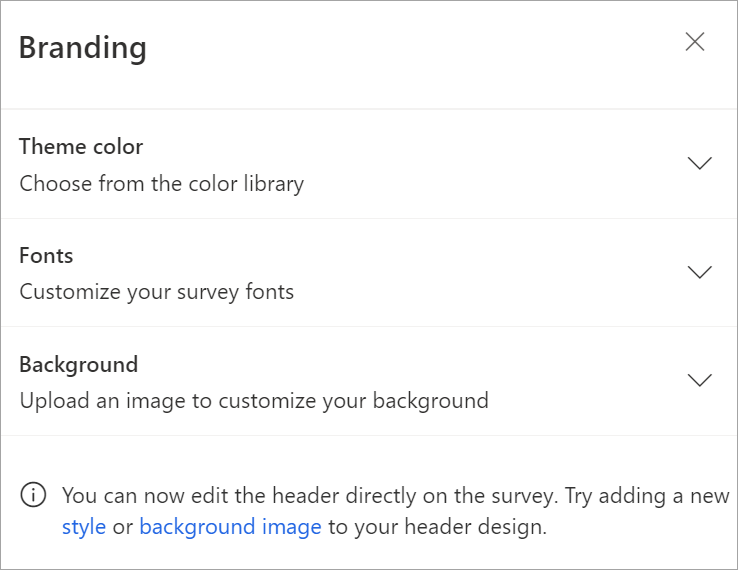 Branding
Theme color
Choose from the color library
Fonts
Customize your survey fonts
Background
Upload an image to customize your background
You can now edit the header directly on the survey. Try adding a new
style or background image to your header design.